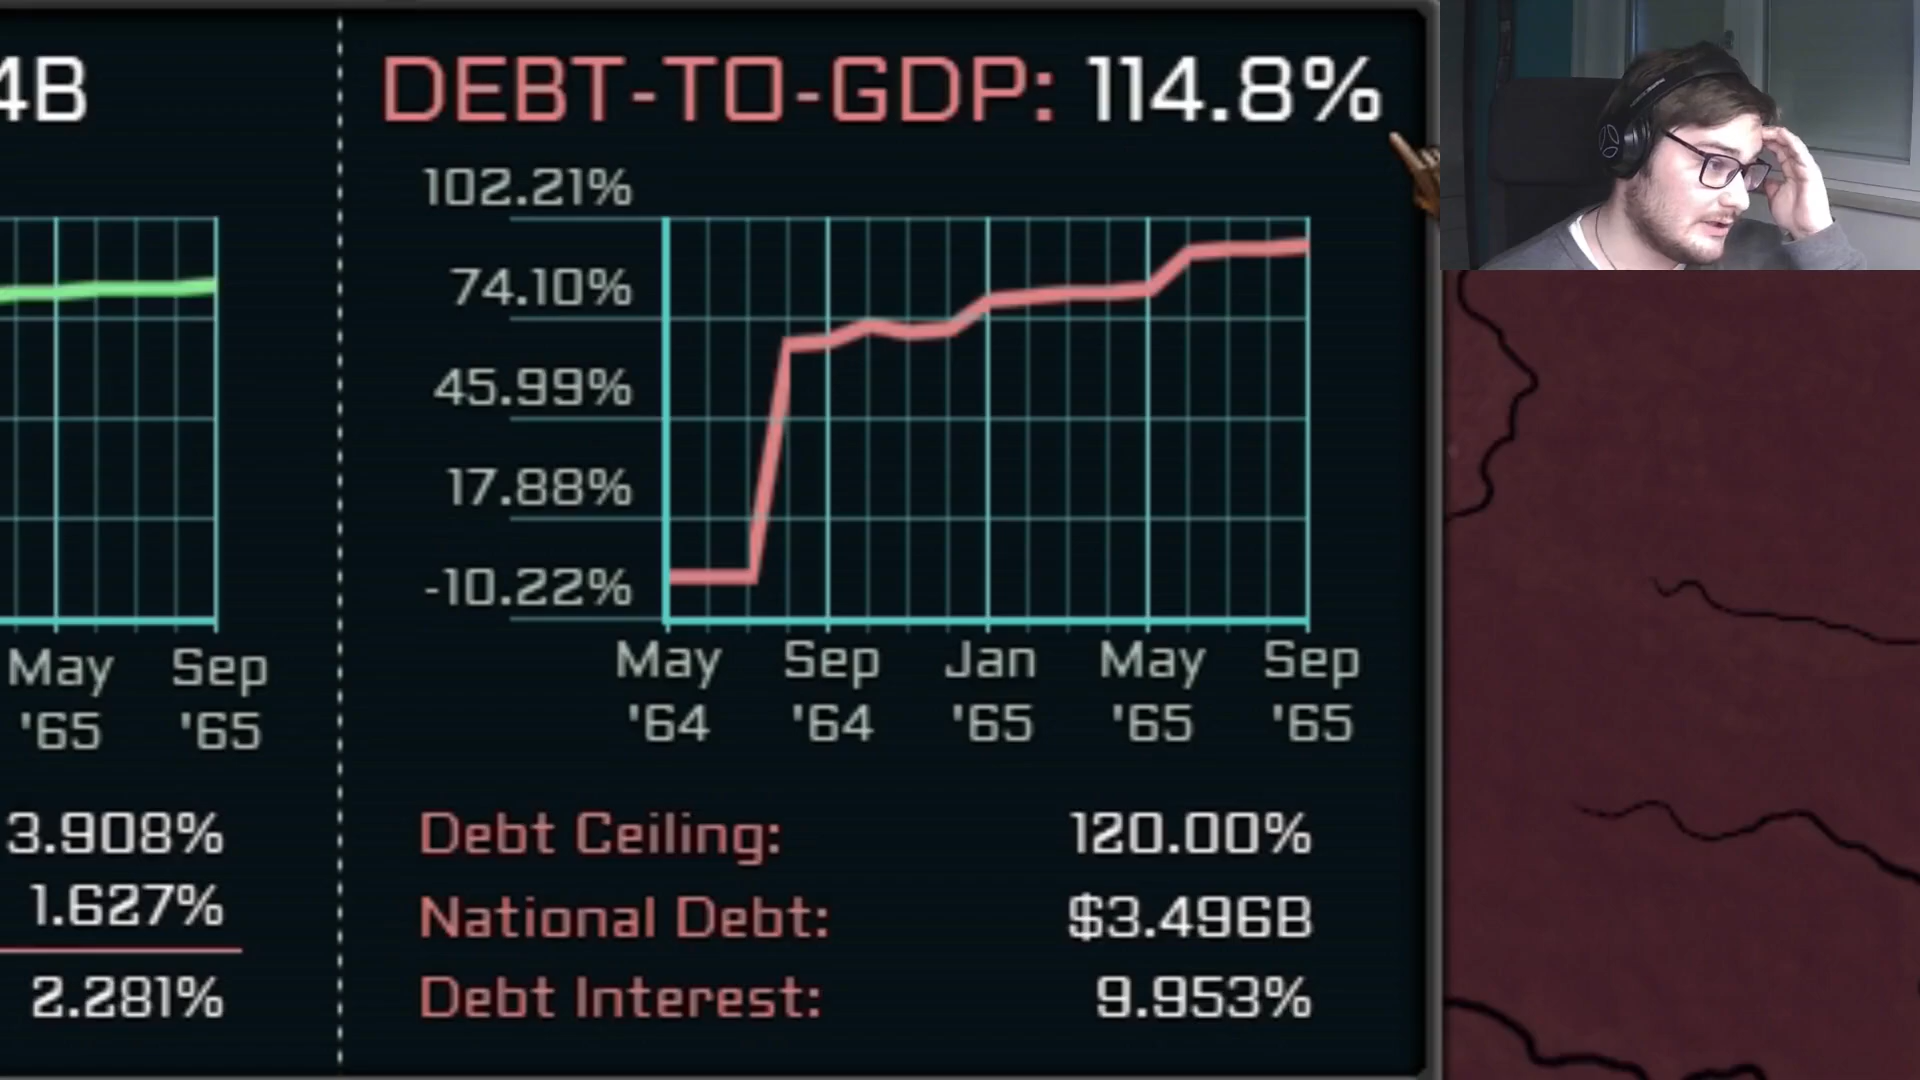 4B
DEBT-TO-GDP: 114.8%
102.21%
74.10%
45.99%
17.88%
-10.22%
May Sep
'65 '65
May Sep Jan May Sep
'64 '64 '65 '65 '65
3.908%
1.627%
2.281%
Debt Ceiling: 120.00%
National Debt: $3.496B
Debt Interest: 9.953%